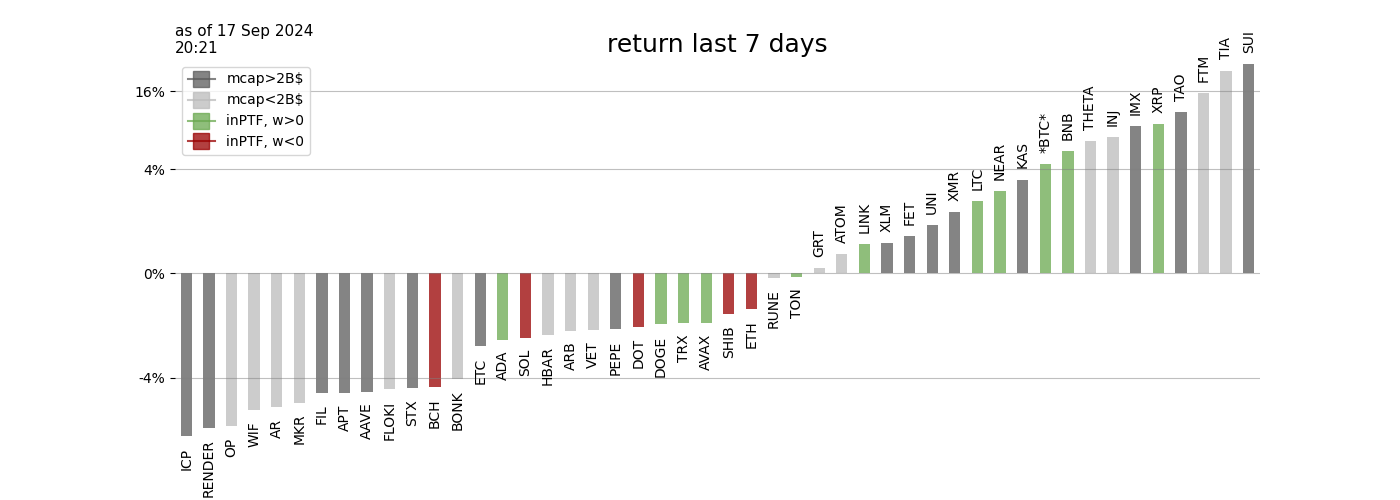 as of 17 Sep 2024
20:21
return last 7 days
mcap>2B$
mcap<2B$
inPTF, w>0
inPTF, w<0
16%
4%
0%
-4%
ICP
RENDER
OP
WIF
AR
MKR
FIL
APT
AAVE
FLOKI
STX
BCH
BONK
ETC
ADA
SOL
HBAR
ARB
VET
PEPE
DOT
DOGE
TRX
AVAX
SHIB
ETH
RUNE
TON
GRT
ATOM
LINK
XLM
FET
UNI
XMR
LTC
NEAR
KAS
*BTC*
BNB
THETA
INJ
IMX
XRP
TAO
FTM
TIA
SUI